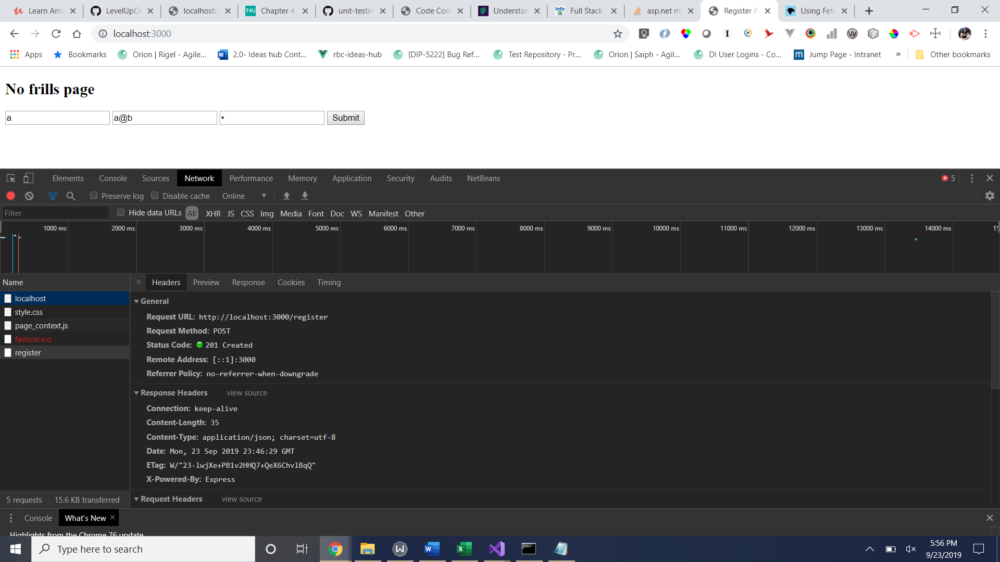 Learn Ama
LevelUpCl
localhost:3
Chapter 4.
unit-testin
Code Com
Understan
Full Stack
asp.net m
Register P
Using Fetc
localhost:3000
Apps
Bookmarks
Orion | Rigel - Agile...
2.0- Ideas hub Cont...
rbc-ideas-hub
[DIP-5222] Bug Ref...
Test Repository - Pr...
Orion | Saiph - Agil...
DI User Logins - Co...
Jump Page - Intranet
»
Other bookmarks
No frills page
a a@b • Submit
Elements Console Sources Network Performance Memory Application Security Audits NetBeans 5
Preserve log Disable cache Online
Filter Hide data URLs All XHR JS CSS Img Media Font Doc WS Manifest Other
1000 ms 2000 ms 3000 ms 4000 ms 5000 ms 6000 ms 7000 ms 8000 ms 9000 ms 10000 ms 11000 ms 12000 ms 13000 ms 14000 ms
Name
localhost
style.css
page_context.js
favicon.ico
register
5 requests 15.6 KB transferred
Headers Preview Response Cookies Timing
General
Request URL: http://localhost:3000/register
Request Method: POST
Status Code: 201 Created
Remote Address: [::1]:3000
Referrer Policy: no-referrer-when-downgrade
Response Headers view source
Connection: keep-alive
Content-Length: 35
Content-Type: application/json; charset=utf-8
Date: Mon, 23 Sep 2019 23:46:29 GMT
ETag: W/"23-lwjXe+PB1v2HHQ7+QeX6ChvlBqQ"
X-Powered-By: Express
Request Headers view source
Console What's New
Highlights from the Chrome 76 update
Type here to search
5:56 PM
9/23/2019